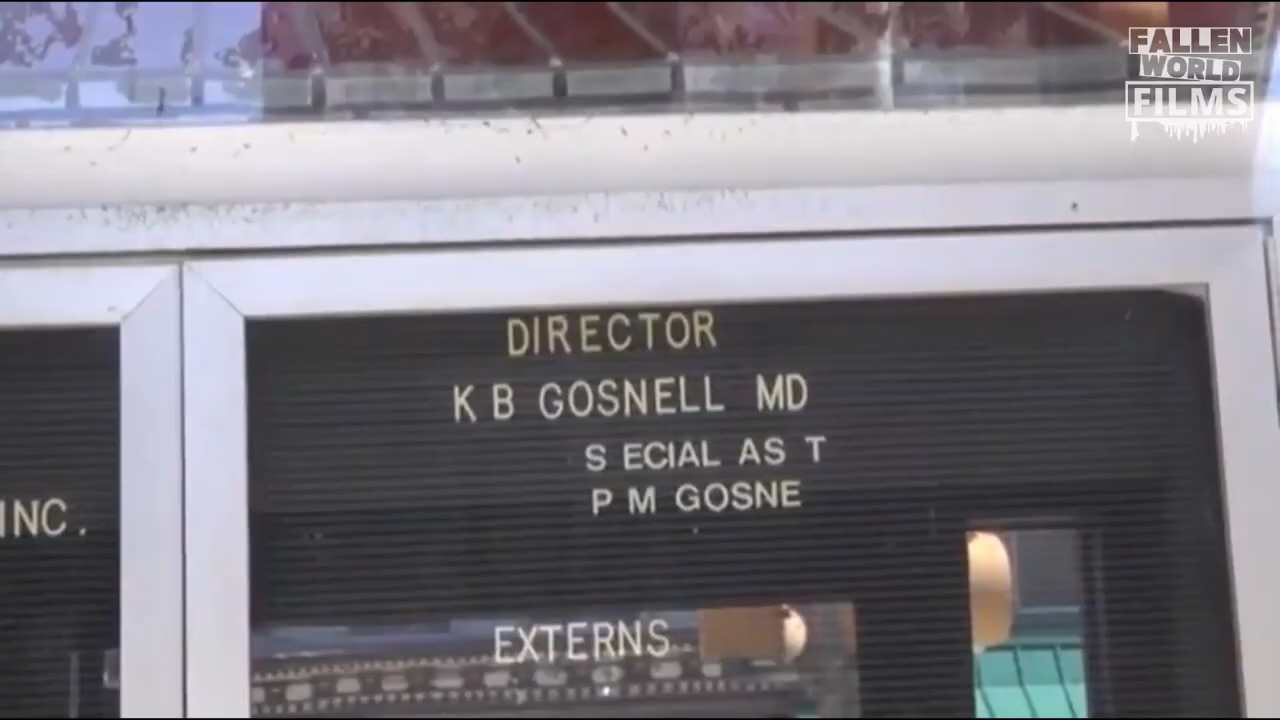 FALLEN
WORLD
FILMS
DIRECTOR
K B GOSNELL MD
S ECIAL AS T
P M GOSNE
INC.
EXTERNS